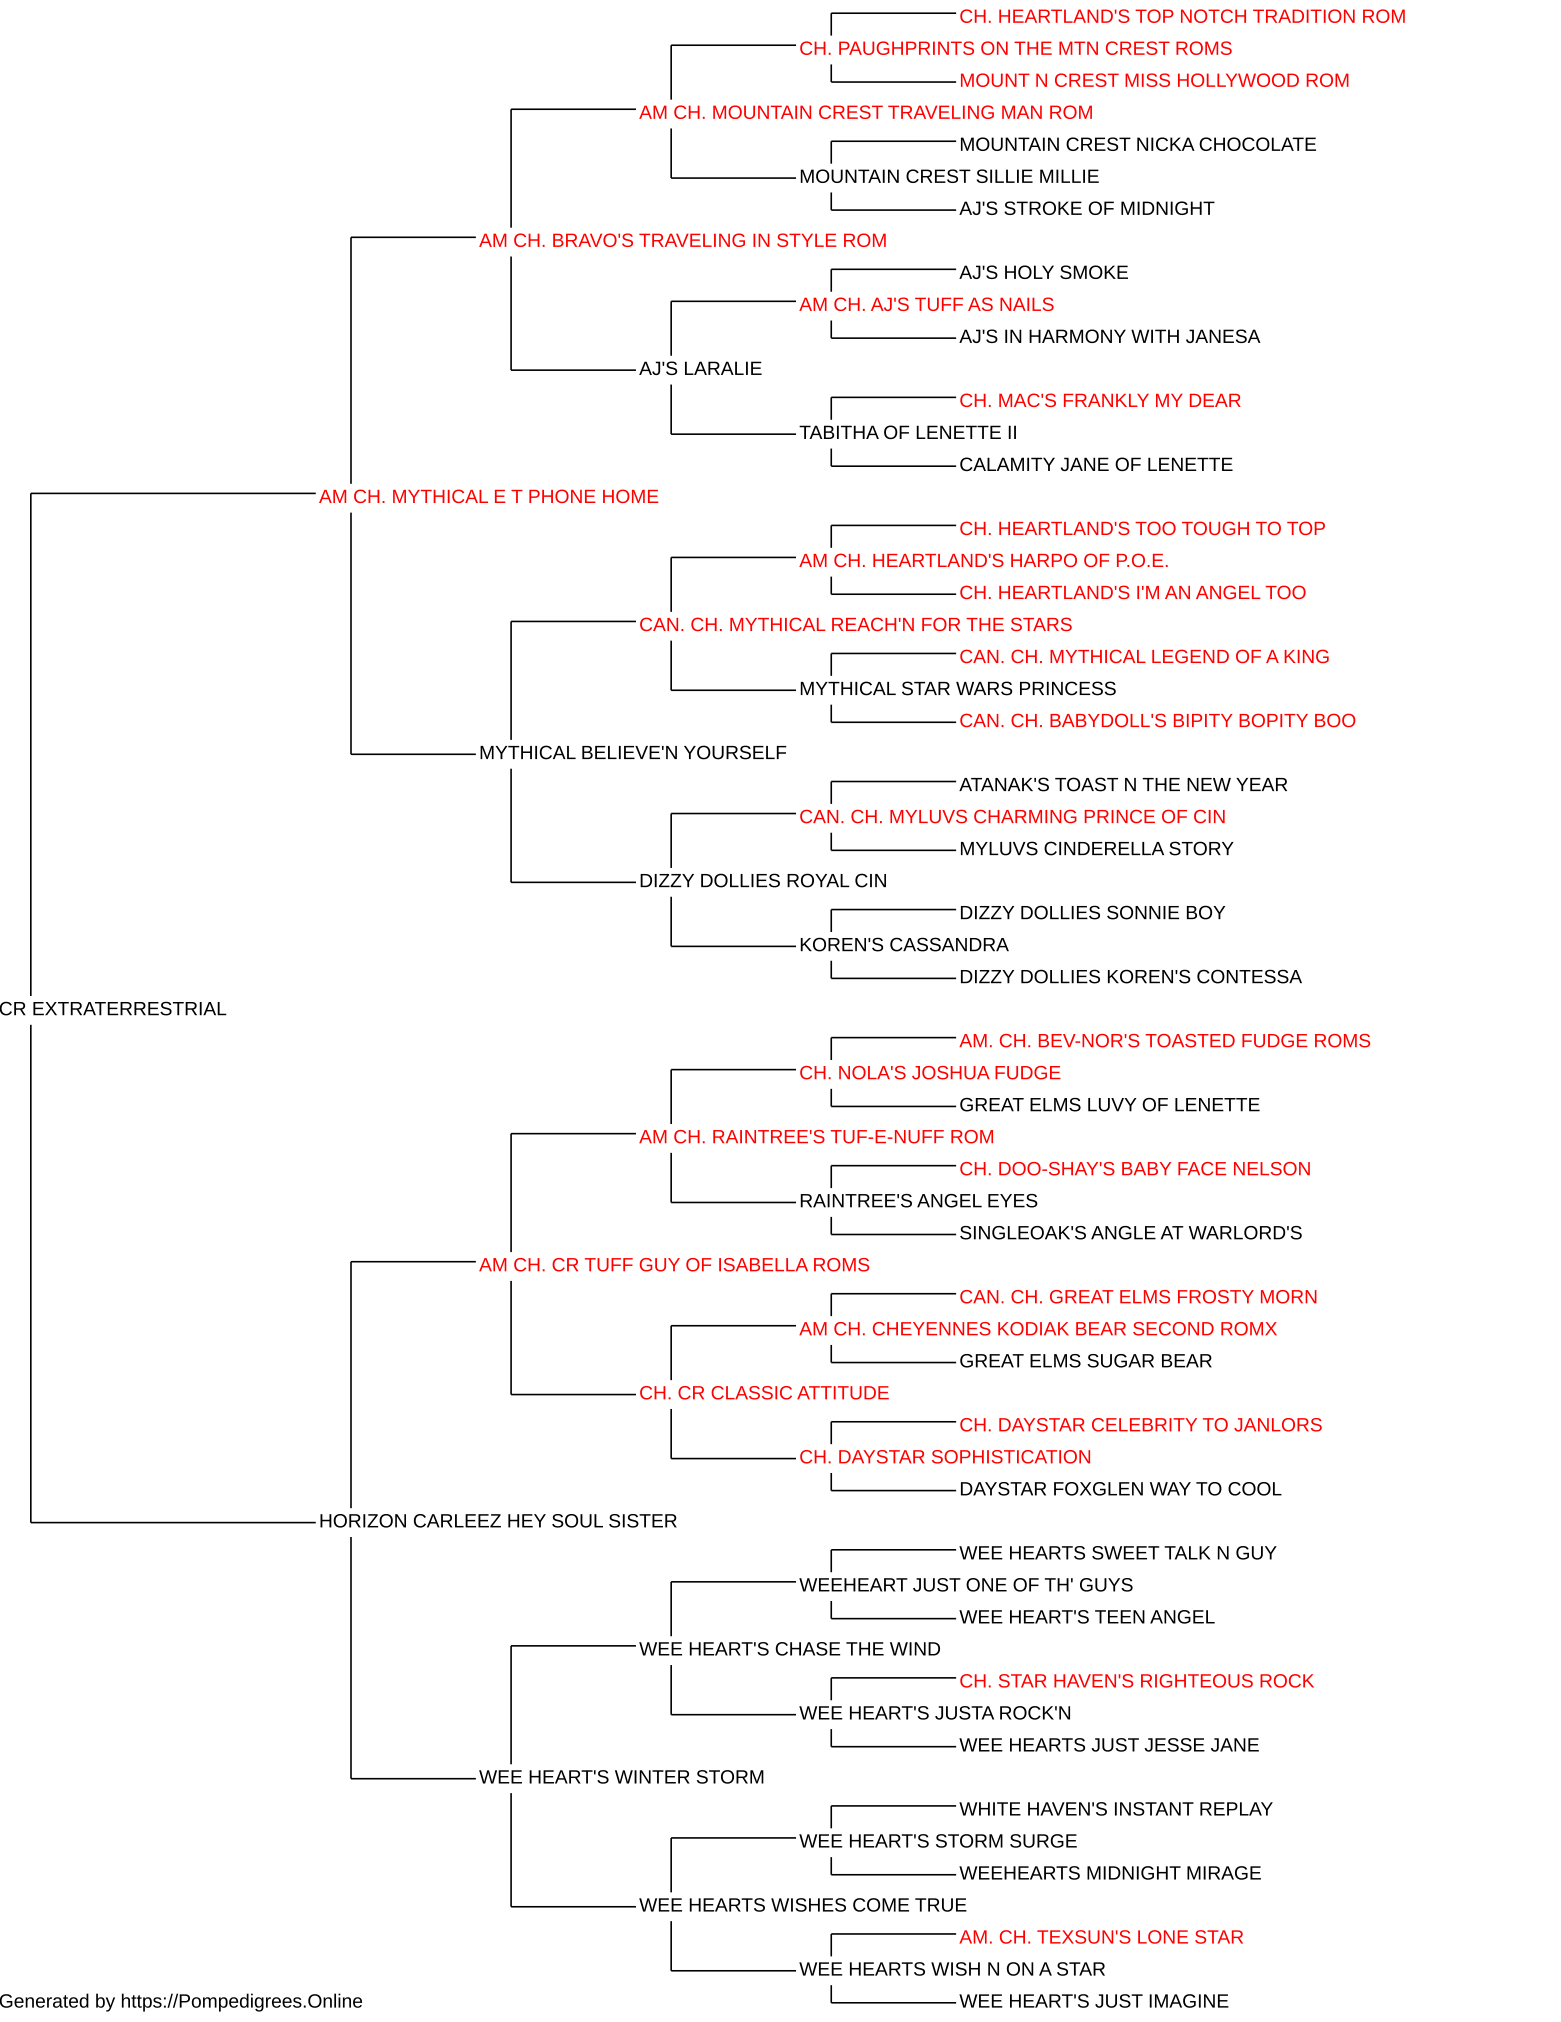 CH. HEARTLAND'S TOP NOTCH TRADITION ROM
CH. PAUGHPRINTS ON THE MTN CREST ROMS
MOUNT N CREST MISS HOLLYWOOD ROM
AM CH. MOUNTAIN CREST TRAVELING MAN ROM
MOUNTAIN CREST NICKA CHOCOLATE
MOUNTAIN CREST SILLIE MILLIE
AJ'S STROKE OF MIDNIGHT
AM CH. BRAVO'S TRAVELING IN STYLE ROM
AJ'S HOLY SMOKE
AM CH. AJ'S TUFF AS NAILS
AJ'S IN HARMONY WITH JANESA
AJ'S LARALIE
CH. MAC'S FRANKLY MY DEAR
TABITHA OF LENETTE II
CALAMITY JANE OF LENETTE
AM CH. MYTHICAL E T PHONE HOME
CH. HEARTLAND'S TOO TOUGH TO TOP
AM CH. HEARTLAND'S HARPO OF P.O.E.
CH. HEARTLAND'S I'M AN ANGEL TOO
CAN. CH. MYTHICAL REACH'N FOR THE STARS
CAN. CH. MYTHICAL LEGEND OF A KING
MYTHICAL STAR WARS PRINCESS
CAN. CH. BABYDOLL'S BIPITY BOPITY BOO
MYTHICAL BELIEVE'N YOURSELF
ATANAK'S TOAST N THE NEW YEAR
CAN. CH. MYLUVS CHARMING PRINCE OF CIN
MYLUVS CINDERELLA STORY
DIZZY DOLLIES ROYAL CIN
DIZZY DOLLIES SONNIE BOY
KOREN'S CASSANDRA
DIZZY DOLLIES KOREN'S CONTESSA
CR EXTRATERRESTRIAL
AM. CH. BEV-NOR'S TOASTED FUDGE ROMS
CH. NOLA'S JOSHUA FUDGE
GREAT ELMS LUVY OF LENETTE
AM CH. RAINTREE'S TUF-E-NUFF ROM
CH. DOO-SHAY'S BABY FACE NELSON
RAINTREE'S ANGEL EYES
SINGLEOAK'S ANGLE AT WARLORD'S
AM CH. CR TUFF GUY OF ISABELLA ROMS
CAN. CH. GREAT ELMS FROSTY MORN
AM CH. CHEYENNES KODIAK BEAR SECOND ROMX
GREAT ELMS SUGAR BEAR
CH. CR CLASSIC ATTITUDE
CH. DAYSTAR CELEBRITY TO JANLORS
CH. DAYSTAR SOPHISTICATION
DAYSTAR FOXGLEN WAY TO COOL
HORIZON CARLEEZ HEY SOUL SISTER
WEE HEARTS SWEET TALK N GUY
WEEHEART JUST ONE OF TH' GUYS
WEE HEART'S TEEN ANGEL
WEE HEART'S CHASE THE WIND
CH. STAR HAVEN'S RIGHTEOUS ROCK
WEE HEART'S JUSTA ROCK'N
WEE HEARTS JUST JESSE JANE
WEE HEART'S WINTER STORM
WHITE HAVEN'S INSTANT REPLAY
WEE HEART'S STORM SURGE
WEEHEARTS MIDNIGHT MIRAGE
WEE HEARTS WISHES COME TRUE
AM. CH. TEXSUN'S LONE STAR
WEE HEARTS WISH N ON A STAR
WEE HEART'S JUST IMAGINE
Generated by https://Pompedigrees.Online